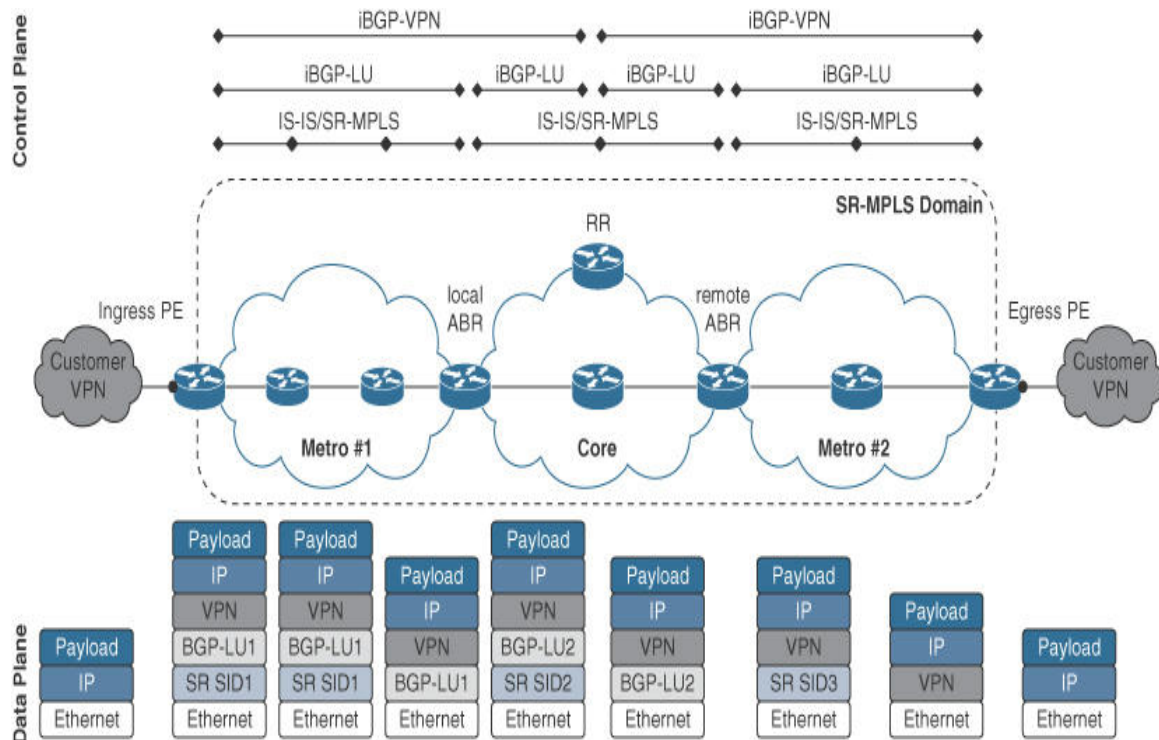 Control Plane
iBGP-VPN
iBGP-VPN
iBGP-LU
iBGP-LU
iBGP-LU
iBGP-LU
IS-IS/SR-MPLS
IS-IS/SR-MPLS
IS-IS/SR-MPLS
SR-MPLS Domain
RR
Ingress PE
local
ABR
remote
ABR
Egress PE
Customer
VPN
Customer
VPN
Metro #1
Core
Metro #2
Data Plane
Payload
IP
Ethernet
Payload
IP
VPN
BGP-LU1
SR SID1
Ethernet
Payload
IP
VPN
BGP-LU1
SR SID1
Ethernet
Payload
IP
VPN
BGP-LU1
Ethernet
Payload
IP
VPN
BGP-LU2
SR SID2
Ethernet
Payload
IP
VPN
BGP-LU2
Ethernet
Payload
IP
VPN
SR SID3
Ethernet
Payload
IP
VPN
Ethernet
Payload
IP
Ethernet